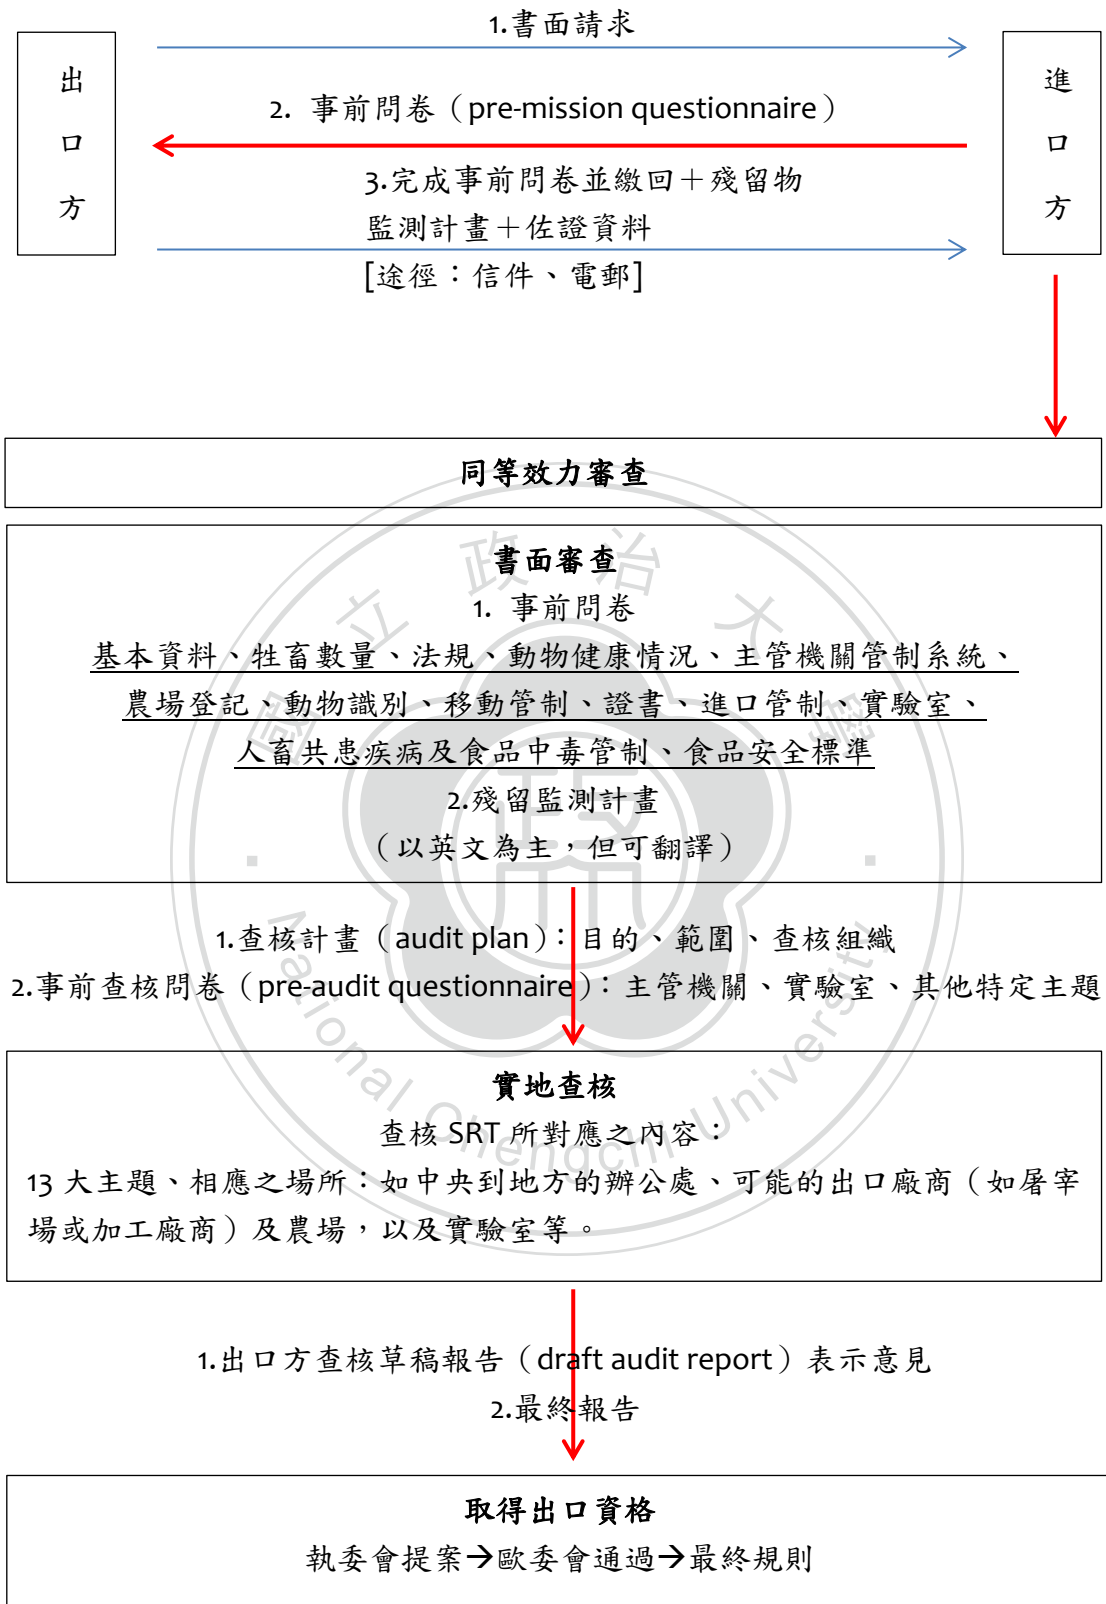 1.書面請求
出口方
進口方
2. 事前問卷（pre-mission questionnaire）
3.完成事前問卷並繳回＋殘留物
監測計畫＋佐證資料
[途徑：信件、電郵]
同等效力審查
書面審查
1. 事前問卷
基本資料、牲畜數量、法規、動物健康情況、主管機關管制系統、
農場登記、動物識別、移動管制、證書、進口管制、實驗室、
人畜共患疾病及食品中毒管制、食品安全標準
2.殘留監測計畫
（以英文為主，但可翻譯）
1.查核計畫（audit plan）：目的、範圍、查核組織
2.事前查核問卷（pre-audit questionnaire）：主管機關、實驗室、其他特定主題
實地查核
查核 SRT 所對應之內容：
13 大主題、相應之場所：如中央到地方的辦公處、可能的出口廠商（如屠宰
場或加工廠商）及農場，以及實驗室等。
1.出口方查核草稿報告（draft audit report）表示意見
2.最終報告
取得出口資格
執委會提案→歐委會通過→最終規則
國立政治大學
National Chengchi University